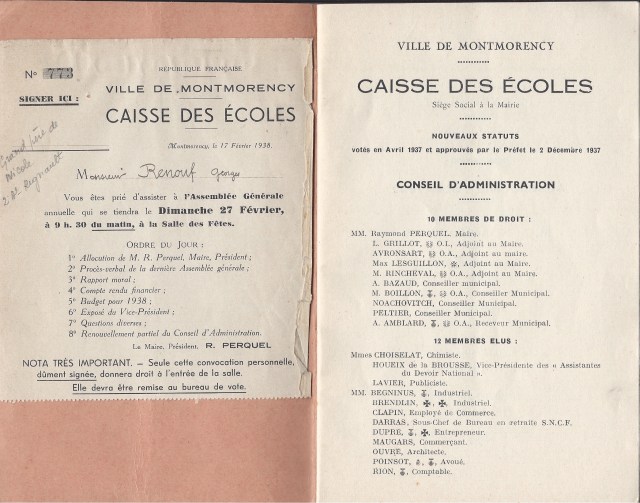 RÉPUBLIQUE FRANÇAISE
N° 773
SIGNER ICI :
VILLE DE MONTMORENCY
CAISSE DES ÉCOLES
Montmorency, le 17 Février 1938.
Grand père de
nicole
Monsieur Renouf Georges
Vous êtes prié d'assister à l'Assemblée Générale
annuelle qui se tiendra le Dimanche 27 Février,
à 9 h. 30 du matin, à la Salle des Fêtes.
ORDRE DU JOUR :
1° Allocution de M. R. Perquel, Maire, Président ;
2° Procès-verbal de la dernière Assemblée générale ;
3° Rapport moral ;
4° Compte rendu financier ;
5° Budget pour 1938 ;
6° Exposé du Vice-Président ;
7° Questions diverses ;
8° Renouvellement partiel du Conseil d'Administration.
Le Maire, Président, R. PERQUEL
NOTA TRÈS IMPORTANT. — Seule cette convocation personnelle,
dûment signée, donnera droit à l'entrée de la salle.
Elle devra être remise au bureau de vote.
VILLE DE MONTMORENCY
CAISSE DES ÉCOLES
Siège Social à la Mairie
NOUVEAUX STATUTS
votés en Avril 1937 et approuvés par le Préfet le 2 Décembre 1937
CONSEIL D'ADMINISTRATION
10 MEMBRES DE DROIT :
MM. Raymond PERQUEL, Maire.
L. GRILLOT, O.I., Adjoint au Maire.
AVRONSART, O.A., Adjoint au maire.
Max LESGUILLON, Adjoint au Maire.
M. RINCHEVAL, O.A., Adjoint au Maire.
A. BAZAUD, Conseiller municipal.
M. BOILLON, O.A., Conseiller Municipal.
NOACHOVITCH, Conseiller Municipal.
PELTIER, Conseiller Municipal.
A. AMBLARD, O.A., Receveur Municipal.
12 MEMBRES ELUS :
Mmes CHOISELAT, Chimiste.
HOUEIX de la BROUSSE, Vice-Présidente des « Assistantes
du Devoir National ».
LAVIER, Publiciste.
MM. BEGNINUS, Industriel.
BRENDLIN, Industriel.
CLAPIN, Employé de Commerce.
DARRAS, Sous-Chef de Bureau en retraite S.N.C.F.
DUPRE, Entrepreneur.
MAUGARS, Commerçant.
OUVRÉ, Architecte.
POINSOT, Avoué.
RION, Comptable.